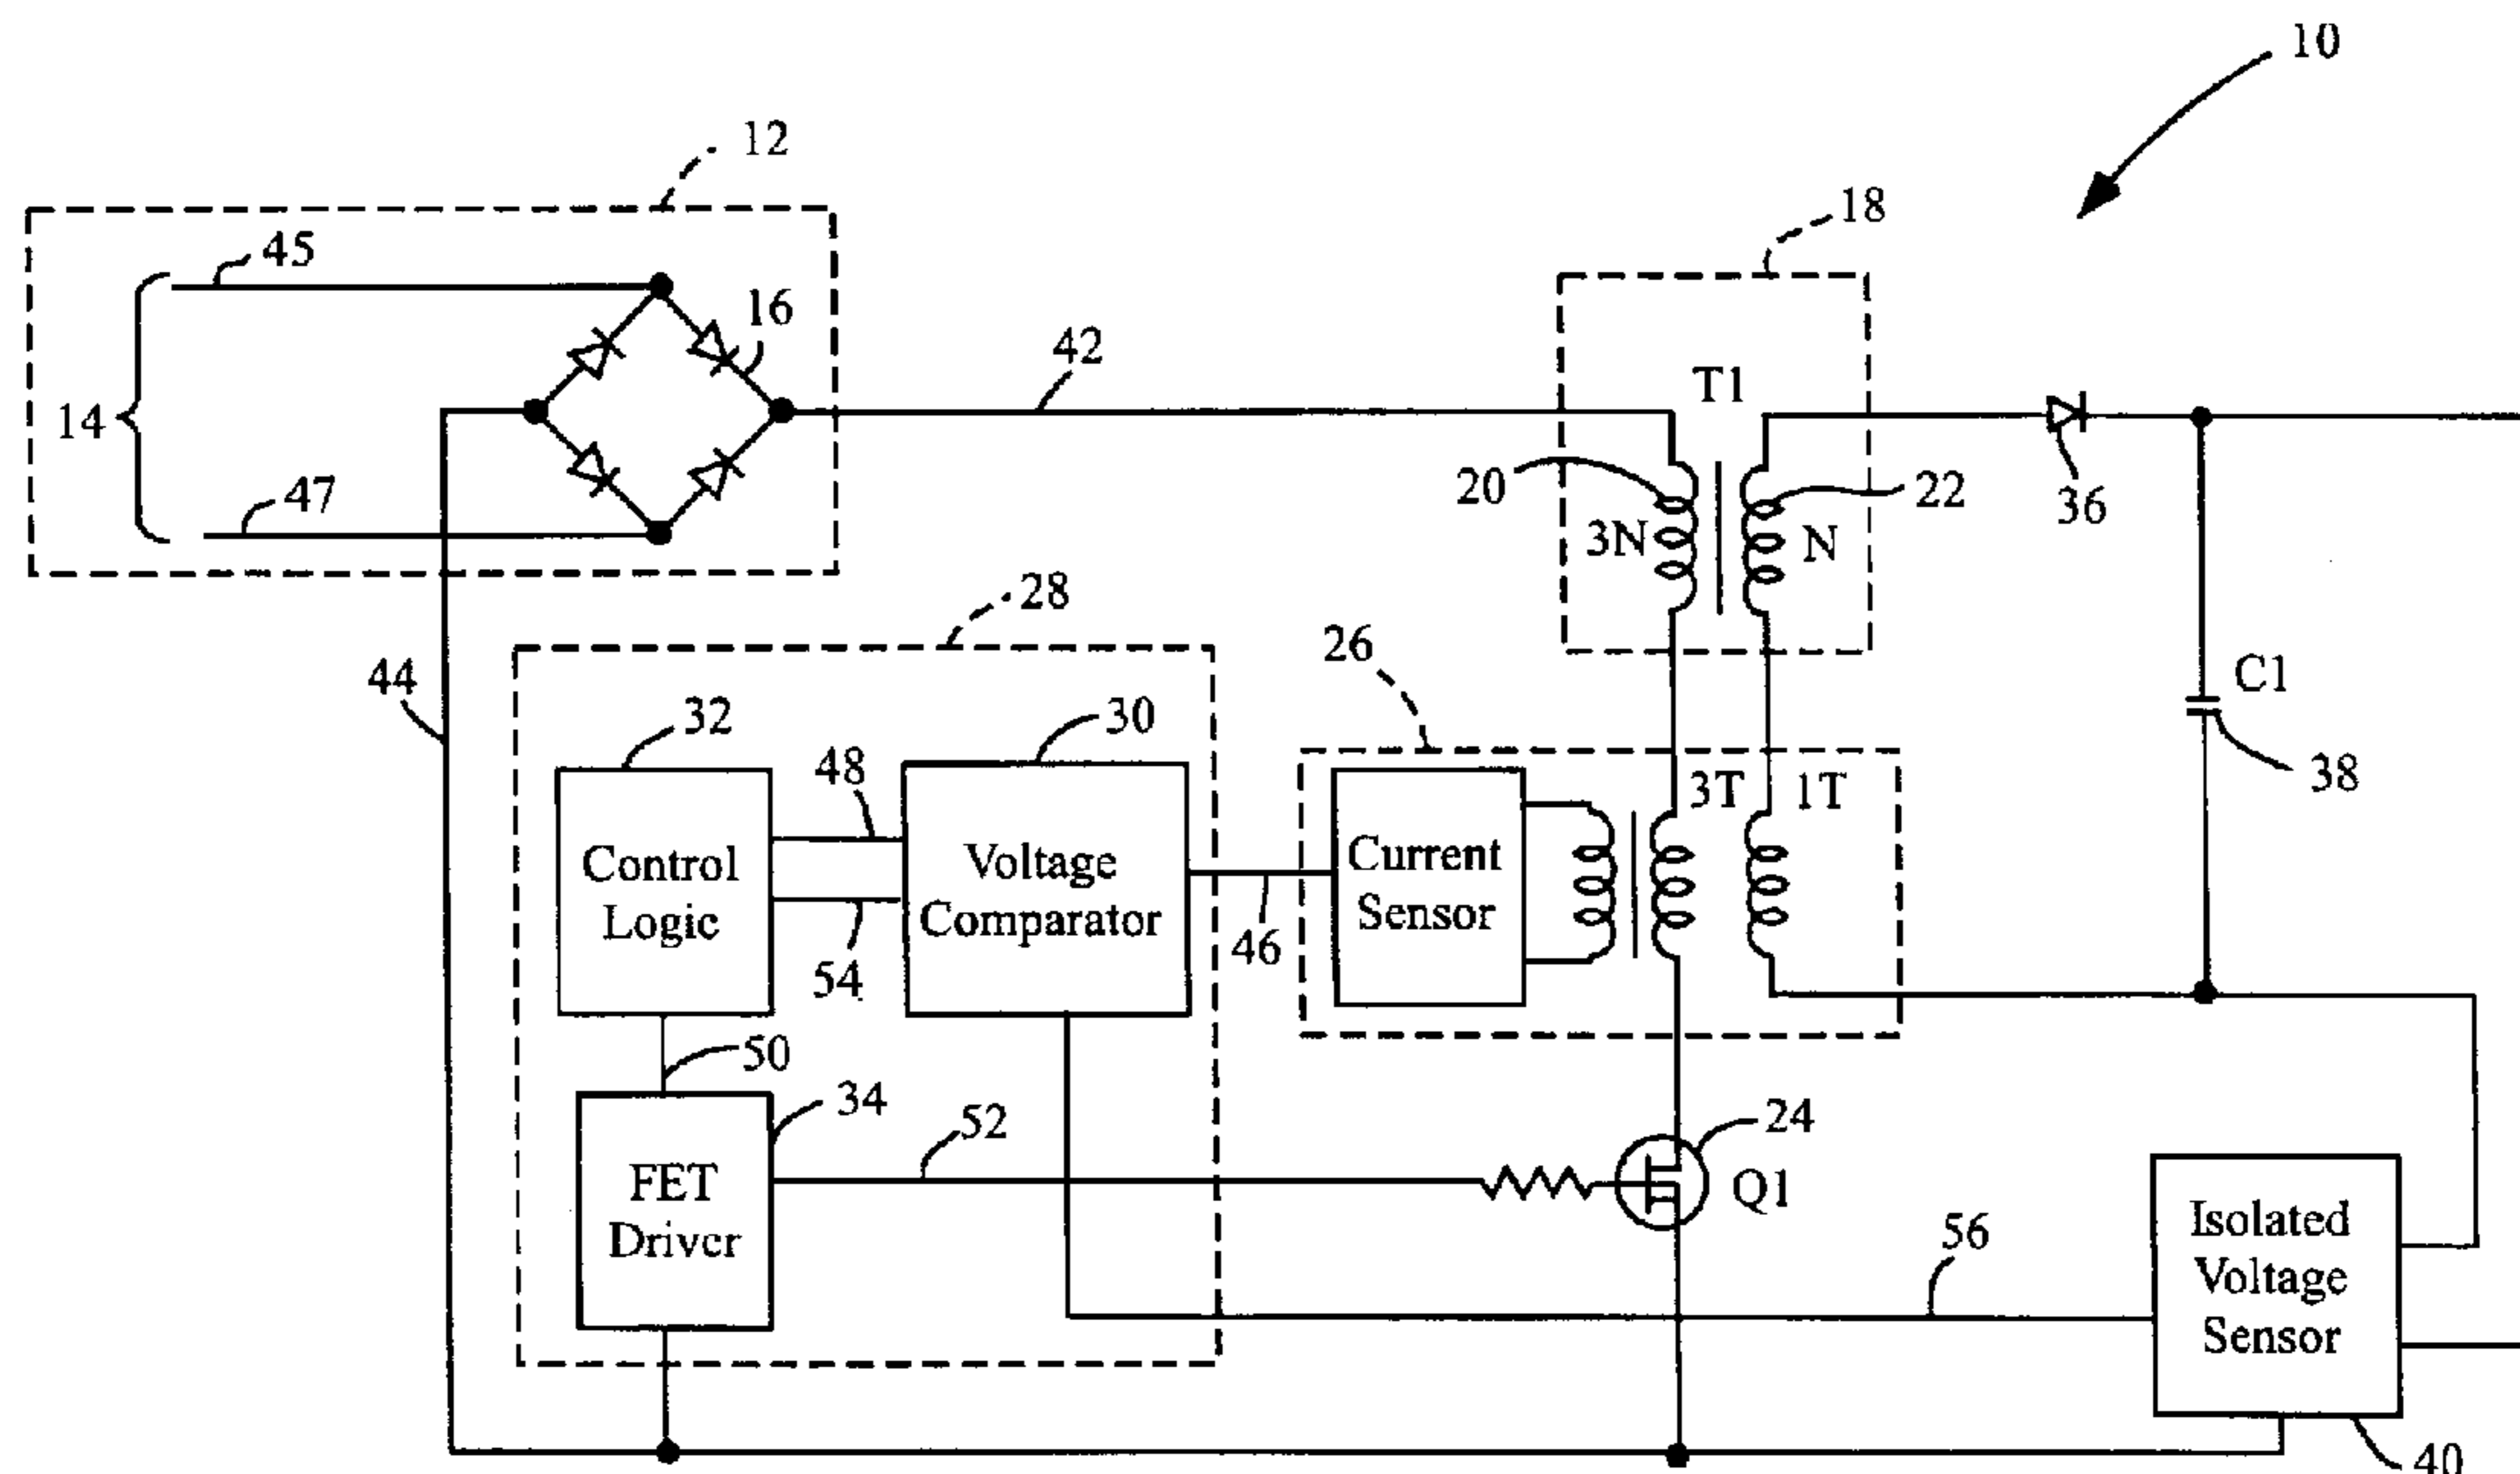 10
12
18
45
16
42
T1
14
20
22
36
47
3N
N
28
26
44
C1
32
30
38
48
3T
1T
Control
Logic
Voltage
Comparator
Current
Sensor
46
54
50
34
52
24
Q1
FET
Driver
56
Isolated
Voltage
Sensor
40